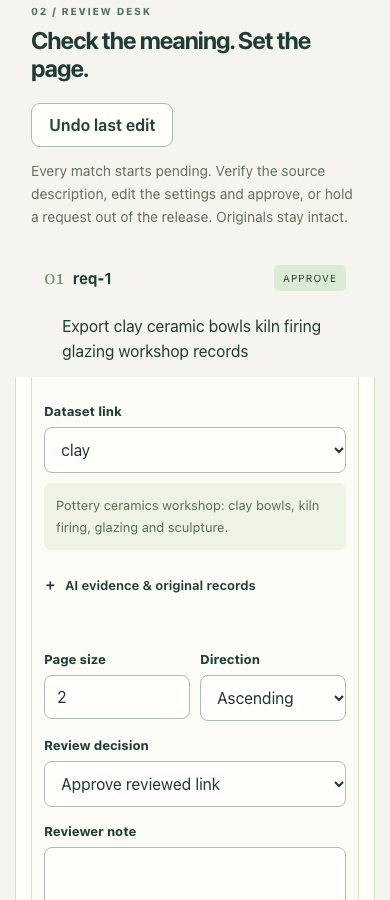 02 / REVIEW DESK
Check the meaning. Set the
page.
Undo last edit
Every match starts pending. Verify the source
description, edit the settings and approve, or hold
a request out of the release. Originals stay intact.
01 req-1
APPROVE
Export clay ceramic bowls kiln firing
glazing workshop records
Dataset link
clay
Pottery ceramics workshop: clay bowls, kiln
firing, glazing and sculpture.
+ AI evidence & original records
Page size
Direction
2
Ascending
Review decision
Approve reviewed link
Reviewer note